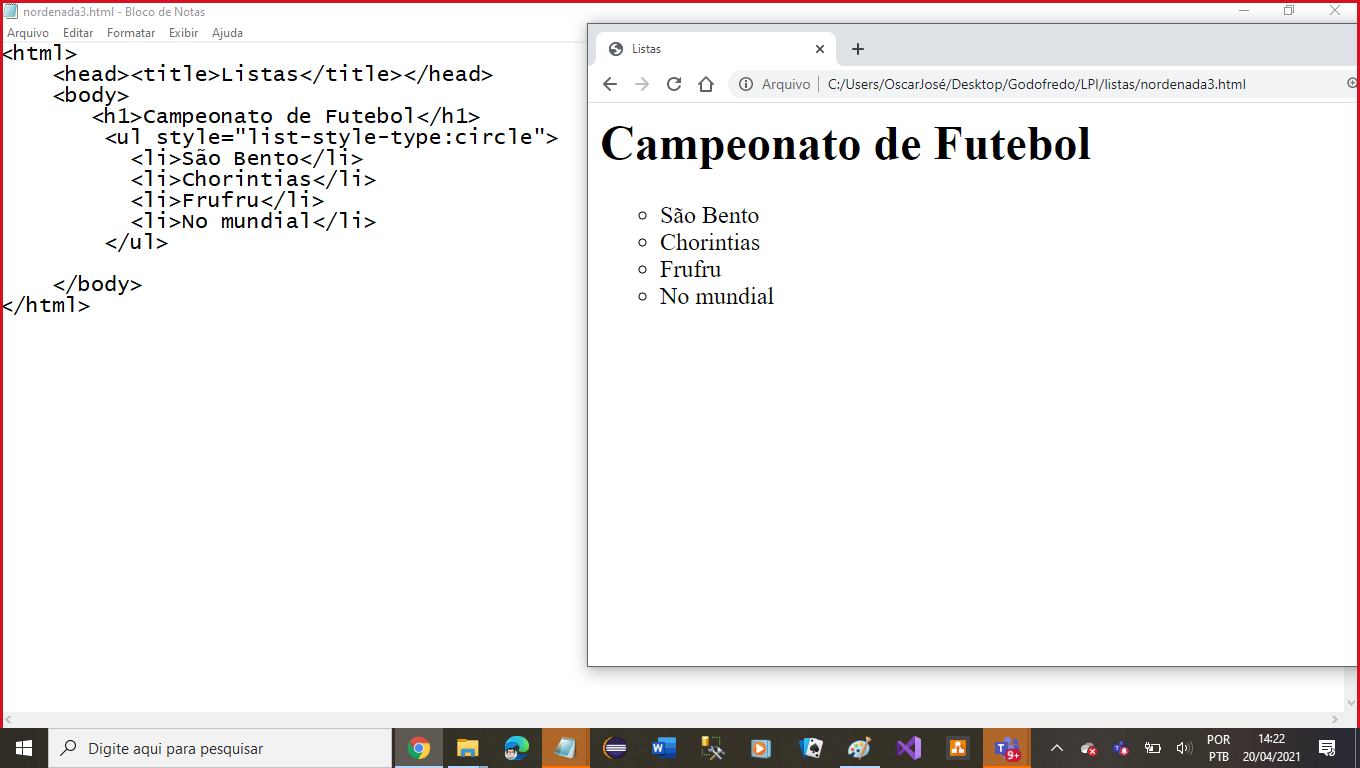 nordenada3.html - Bloco de Notas
Arquivo Editar Formatar Exibir Ajuda
<html>
<head><title>Listas</title></head>
<body>
<h1>Campeonato de Futebol</h1>
<ul style="list-style-type:circle">
<li>São Bento</li>
<li>Chorintias</li>
<li>Frufru</li>
<li>No mundial</li>
</ul>
</body>
</html>
Listas
Arquivo C:/Users/OscarJosé/Desktop/Godofredo/LPI/listas/nordenada3.html
Campeonato de Futebol
São Bento
Chorintias
Frufru
No mundial
Digite aqui para pesquisar
9+
POR
PTB
14:22
20/04/2021